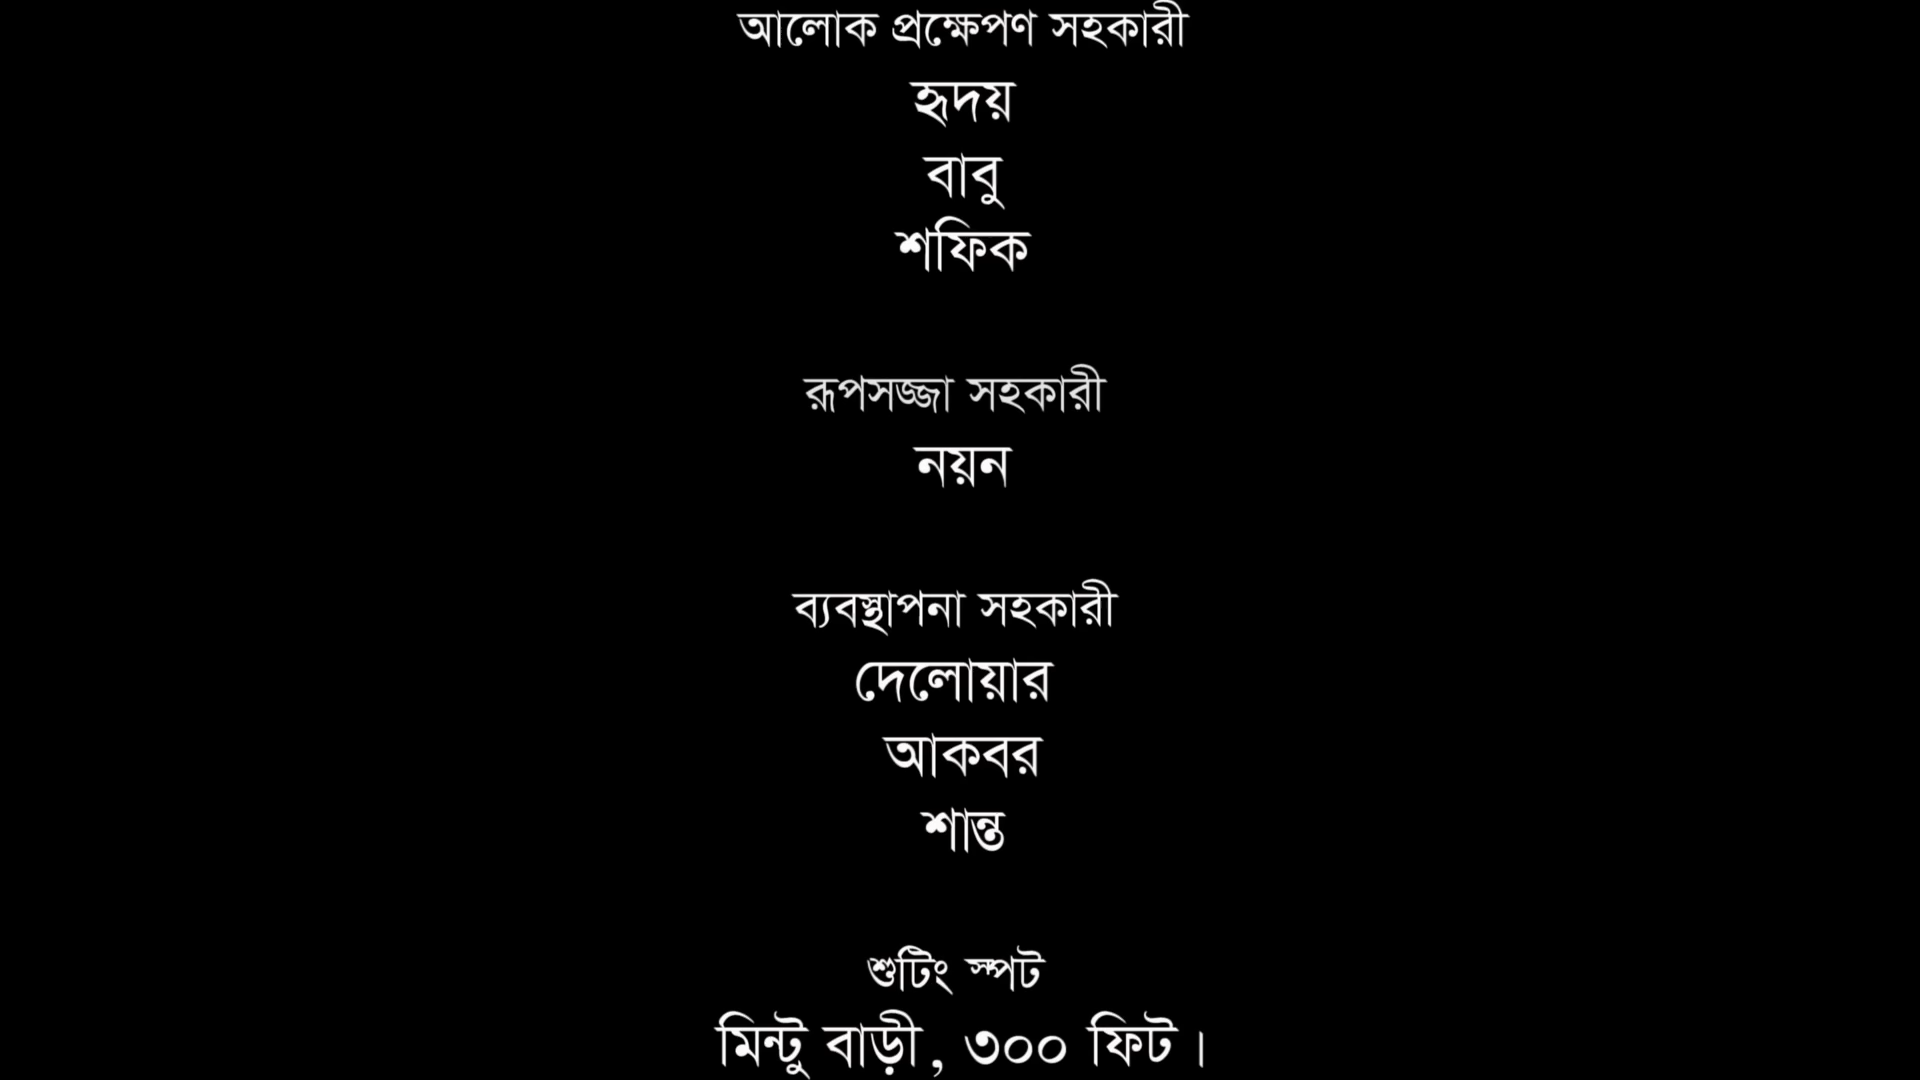 আলোক প্রক্ষেপণ সহকারী
হৃদয়
বাবু
শফিক
রূপসজ্জা সহকারী
নয়ন
ব্যবস্থাপনা সহকারী
দেলোয়ার
আকবর
শান্ত
শুটিং স্পট
মিন্টু বাড়ী, ৩০০ ফিট।